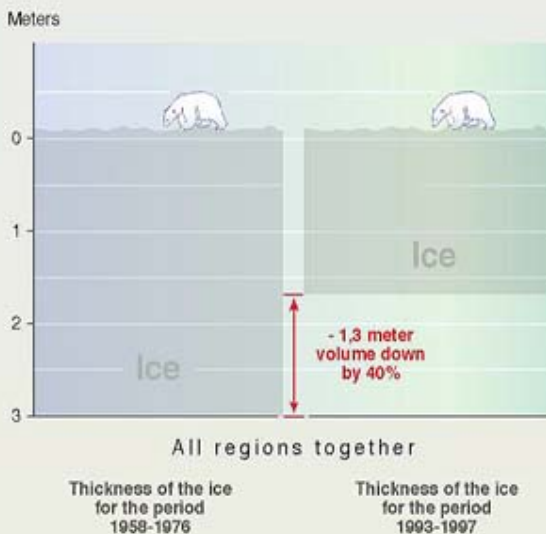 Meters
0
1
Ice
2
- 1,3 meter
volume down
by 40%
Ice
3
All regions together
Thickness of the ice
for the period
1958-1976
Thickness of the ice
for the period
1993-1997